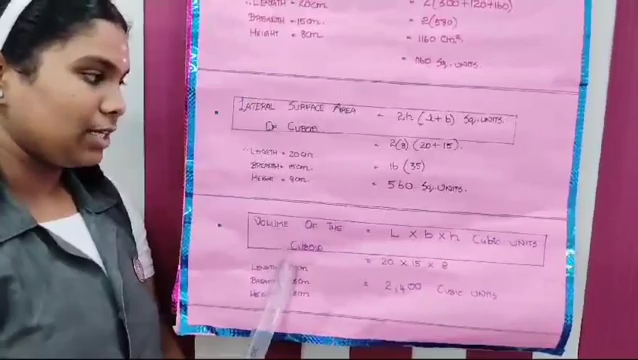 ∴ LENGTH = 20cm = 2(300+120+160)
BREADTH = 15cm = 2(580)
HEIGHT = 8cm = 1160 cm².
= 1160 SQ. UNITS.
LATERAL SURFACE AREA = 2h (l+b) SQ. UNITS.
OF CUBOID
= 2(8) (20+15).
∴ LENGTH = 20cm = 16 (35)
BREADTH = 15cm
HEIGHT = 8cm = 560 SQ. UNITS.
VOLUME OF THE = L × b × h CUBIC UNITS
CUBOID
= 20 × 15 × 8
= 2,400 CUBIC UNITS